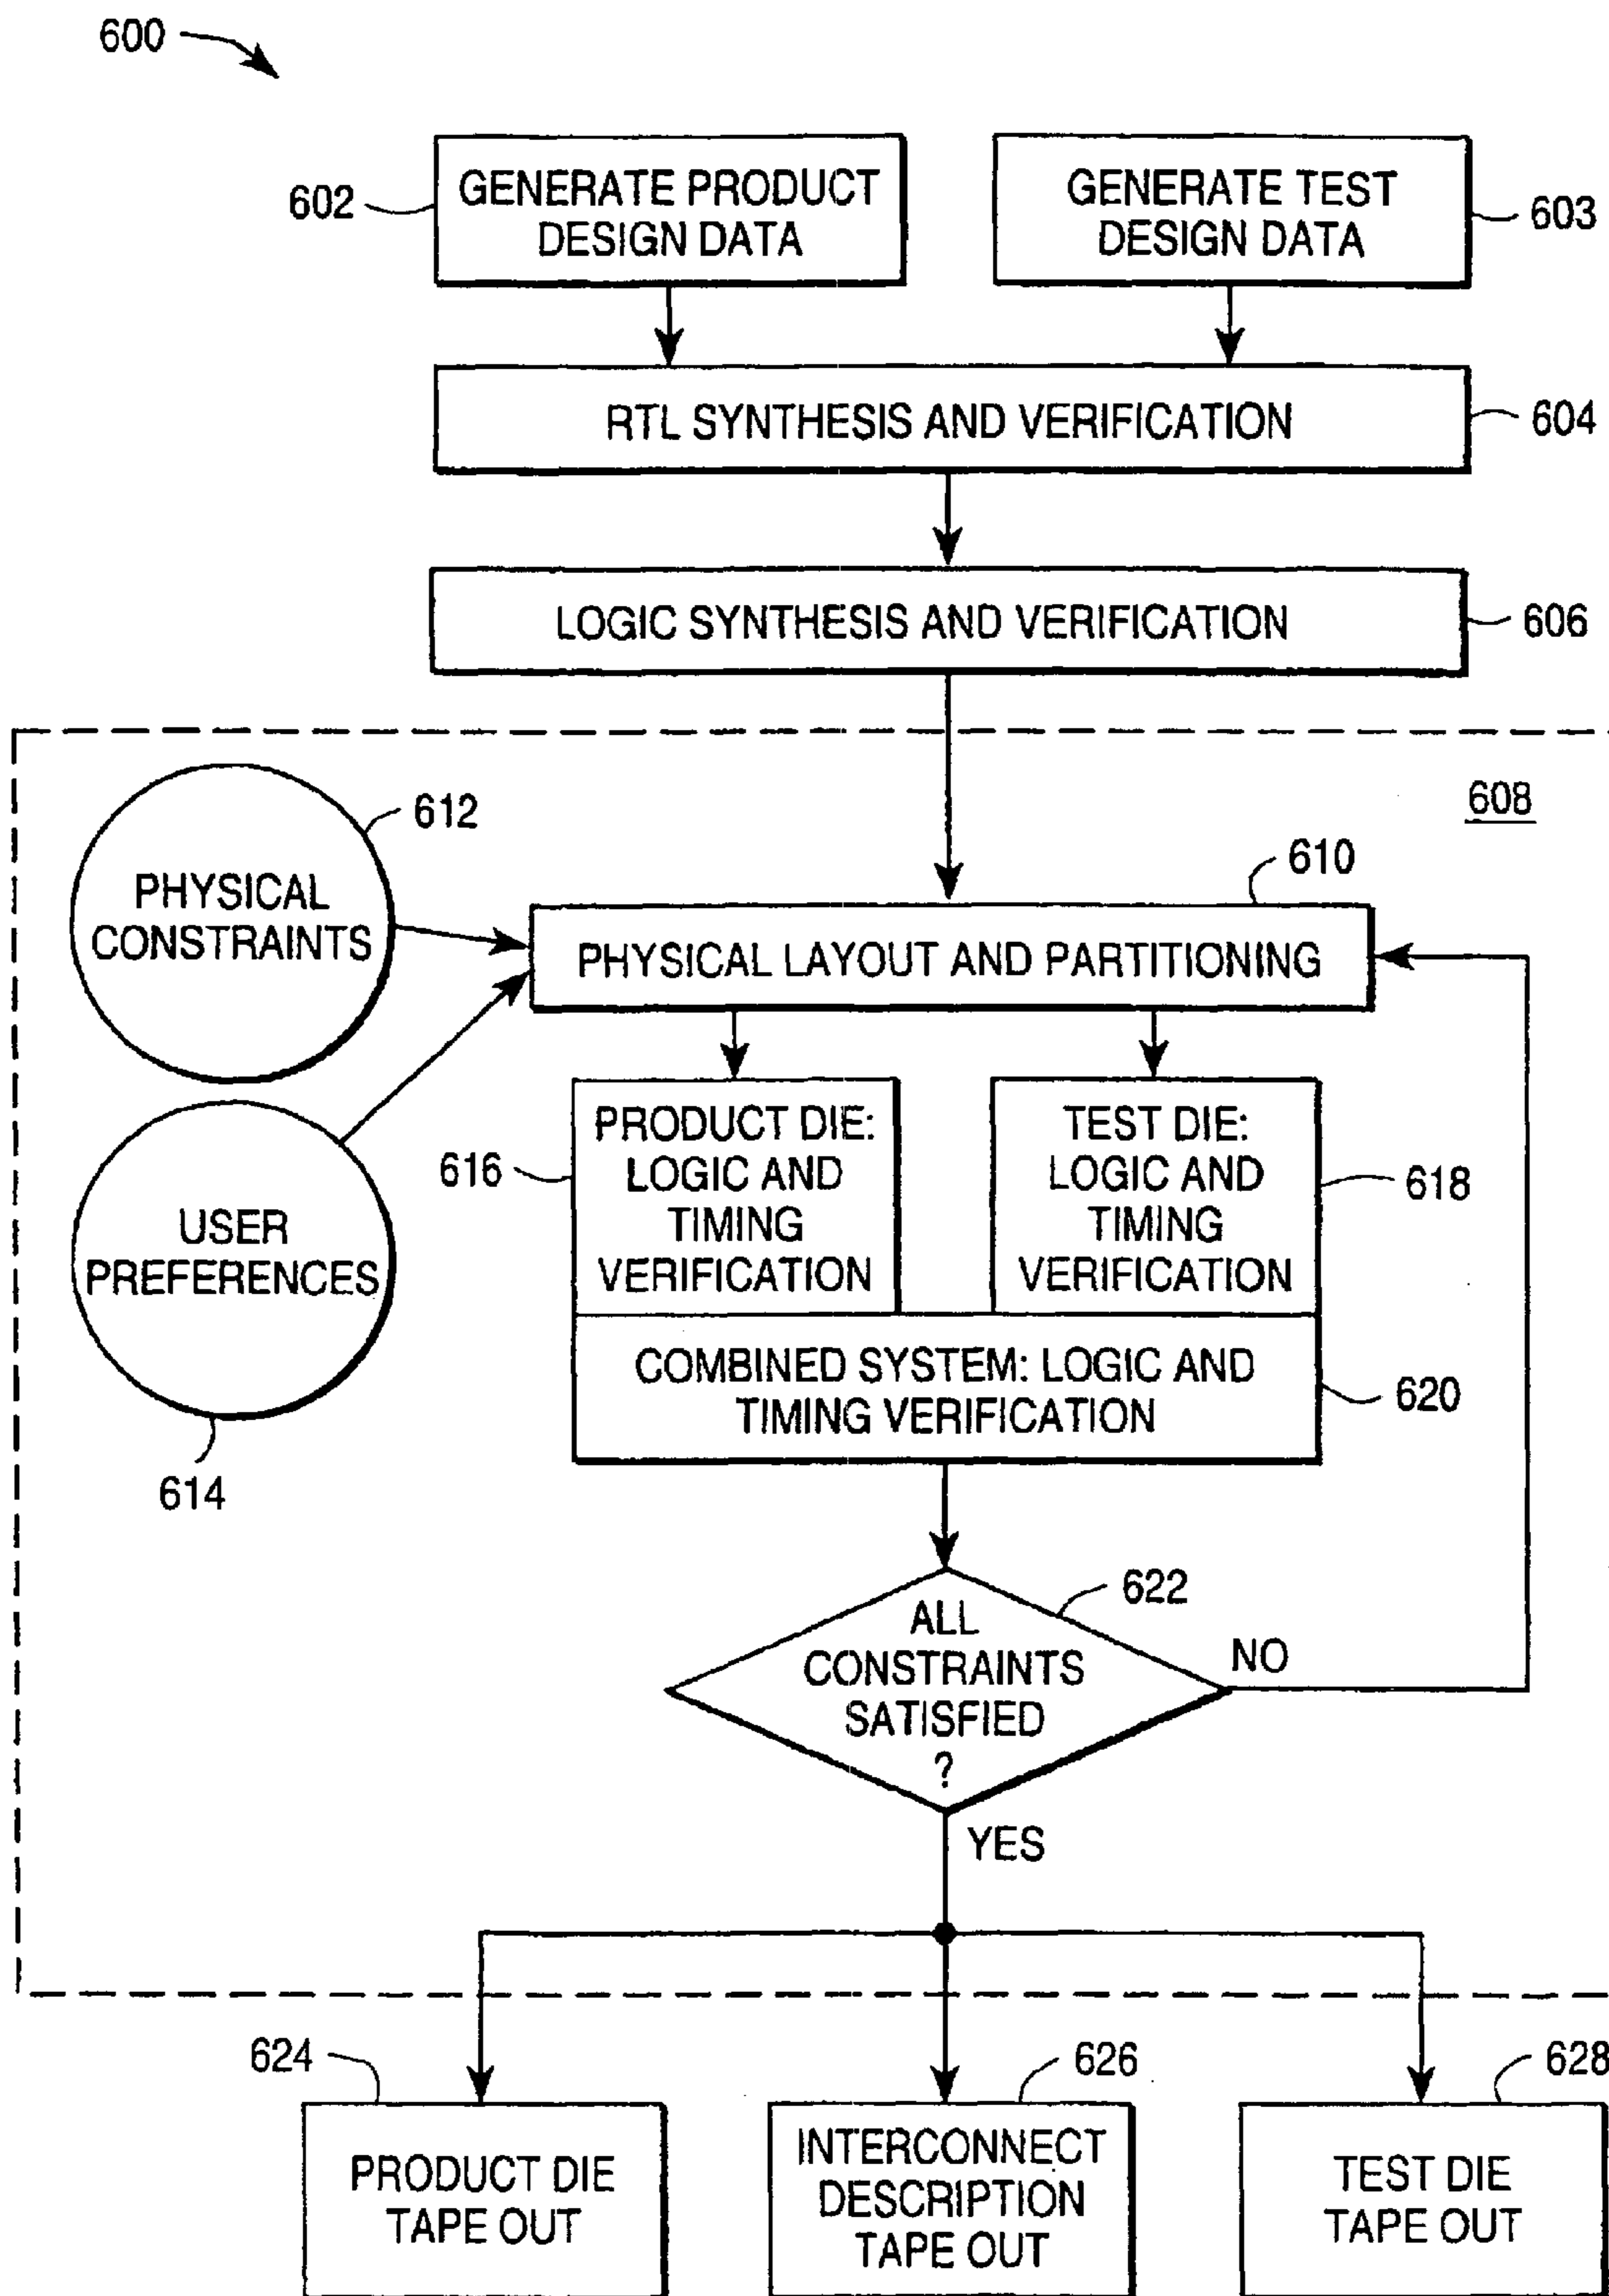 600
GENERATE PRODUCT
DESIGN DATA
602
GENERATE TEST
DESIGN DATA
603
RTL SYNTHESIS AND VERIFICATION
604
LOGIC SYNTHESIS AND VERIFICATION
606
608
PHYSICAL
CONSTRAINTS
612
610
PHYSICAL LAYOUT AND PARTITIONING
USER
PREFERENCES
614
616
PRODUCT DIE:
LOGIC AND
TIMING
VERIFICATION
TEST DIE:
LOGIC AND
TIMING
VERIFICATION
618
COMBINED SYSTEM: LOGIC AND
TIMING VERIFICATION
620
622
ALL
CONSTRAINTS
SATISFIED
?
NO
YES
624
PRODUCT DIE
TAPE OUT
626
INTERCONNECT
DESCRIPTION
TAPE OUT
628
TEST DIE
TAPE OUT